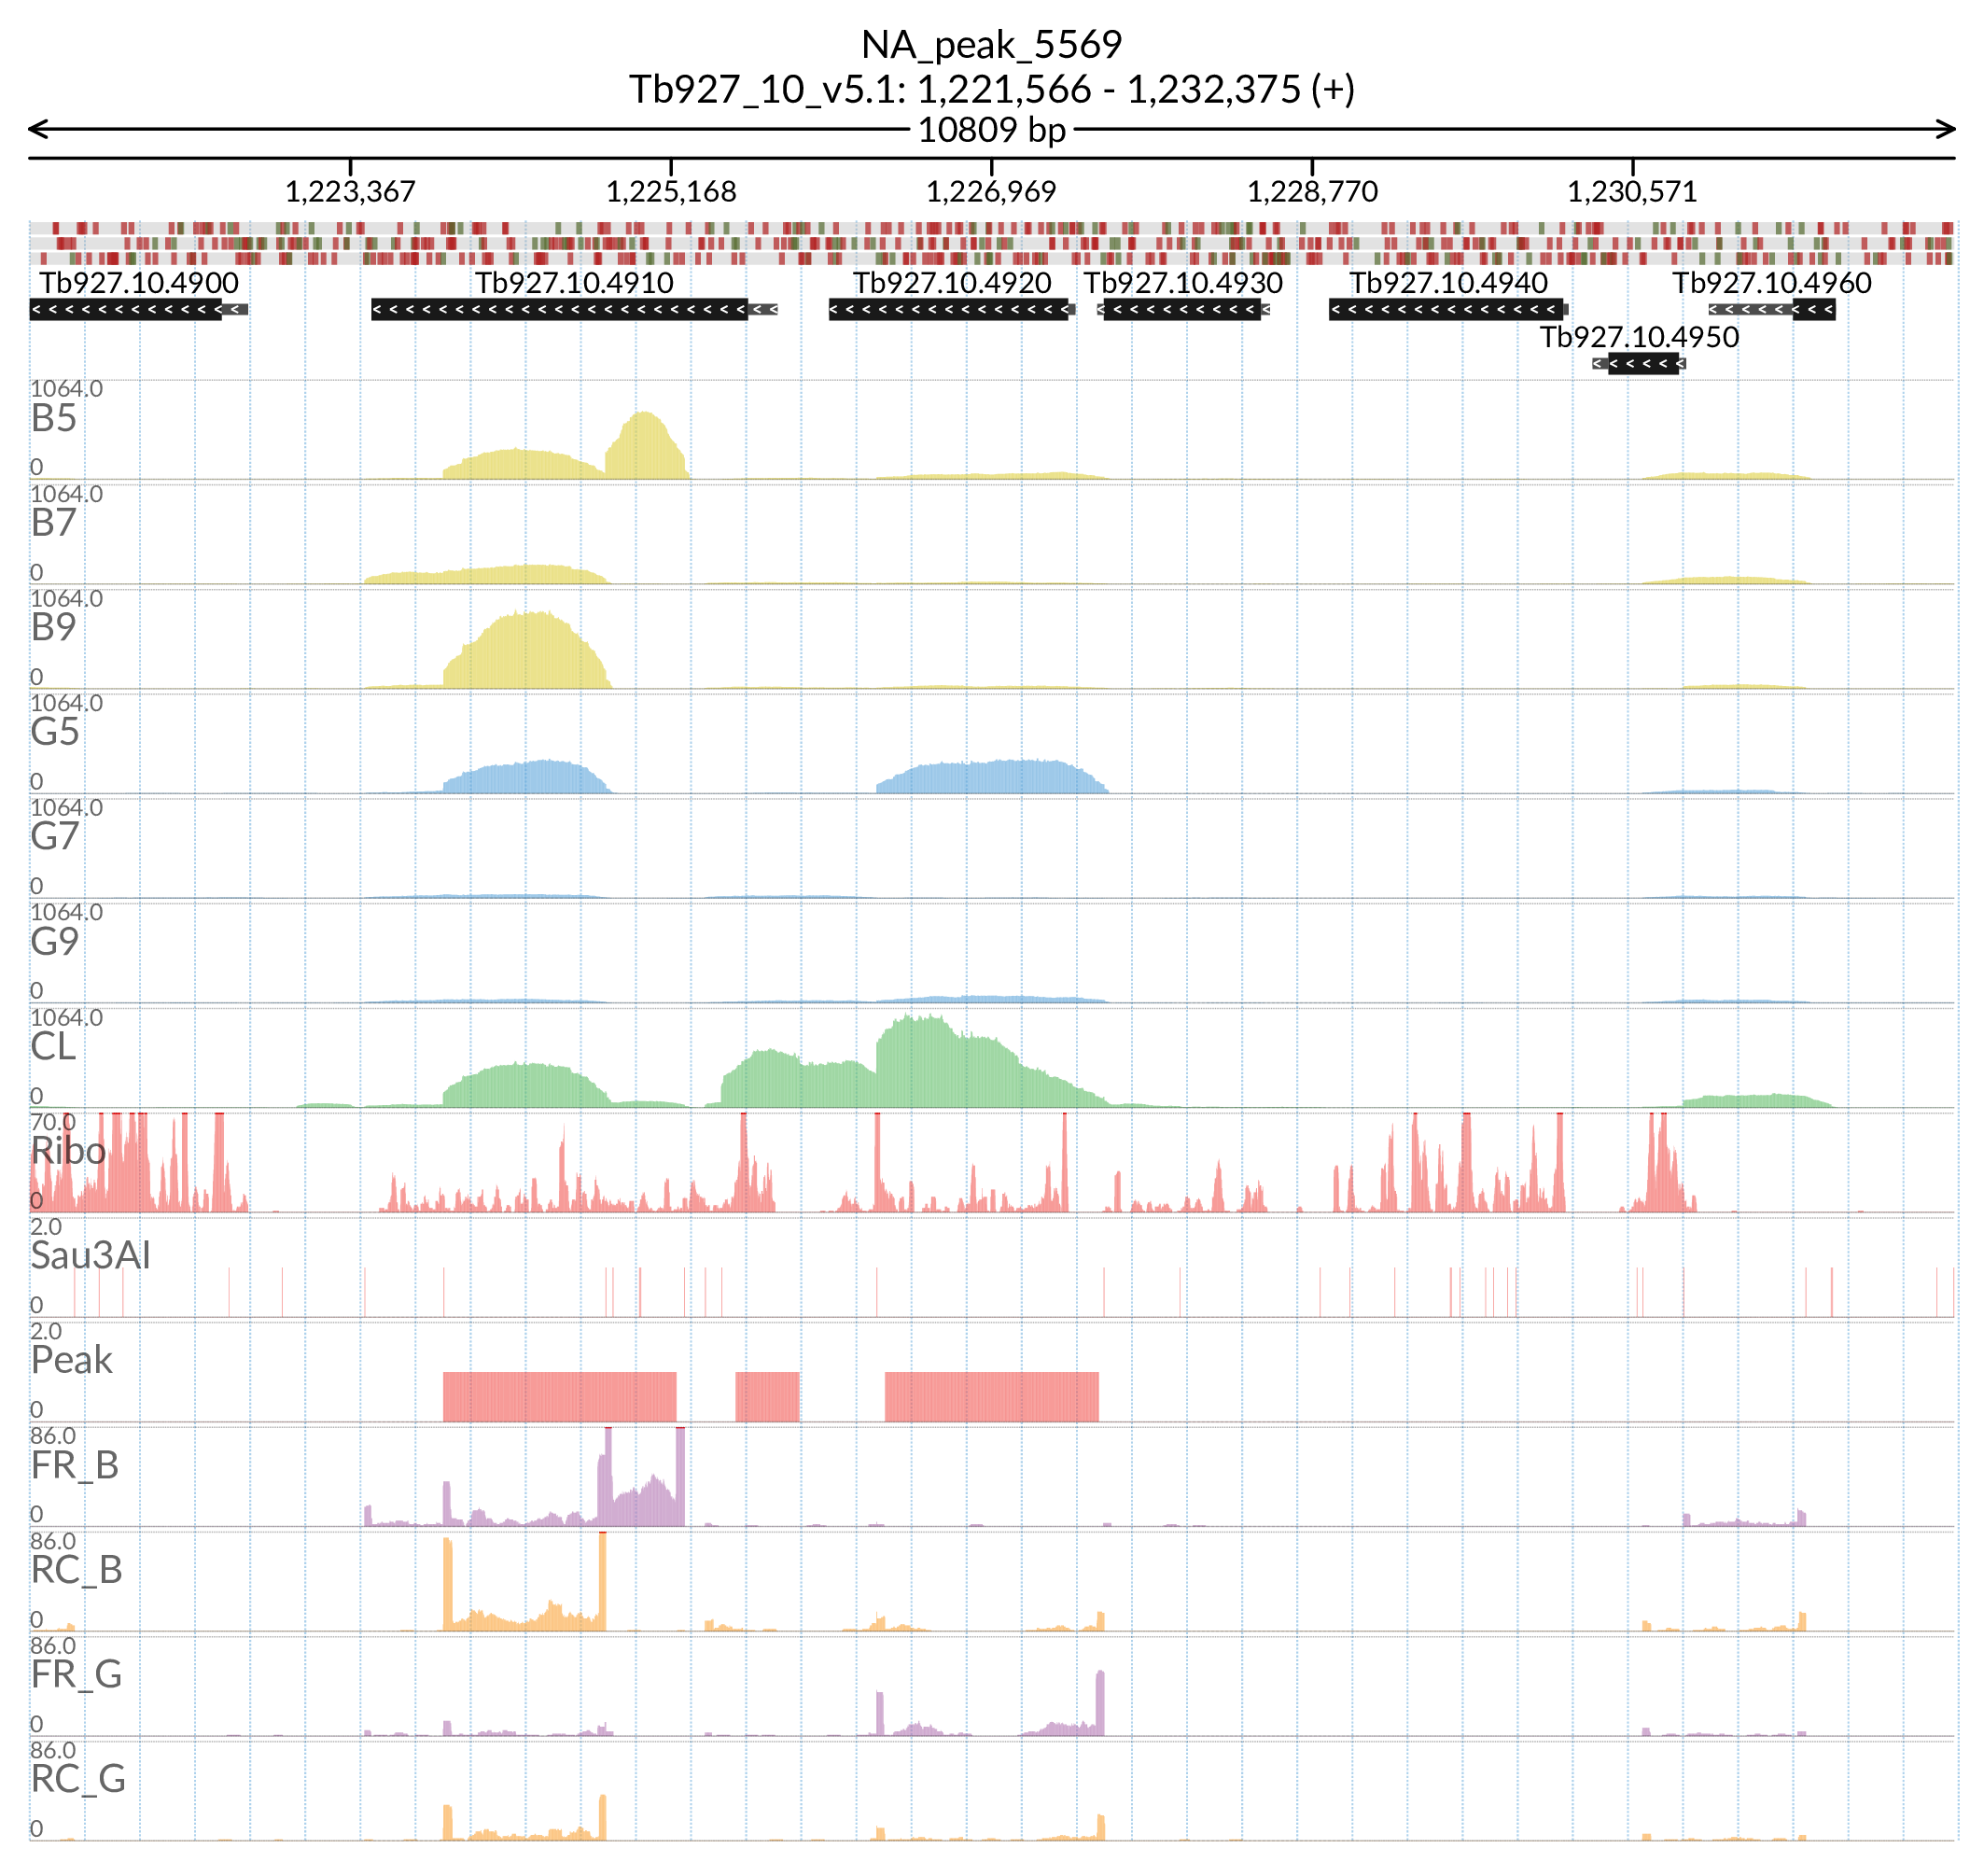 NA_peak_5569
Tb927_10_v5.1: 1,221,566 - 1,232,375 (+)
10809 bp
1,223,367 1,225,168 1,226,969 1,228,770 1,230,571
Tb927.10.4900 Tb927.10.4910 Tb927.10.4920 Tb927.10.4930 Tb927.10.4940 Tb927.10.4960
Tb927.10.4950
1064.0
B5
0
1064.0
B7
0
1064.0
B9
0
1064.0
G5
0
1064.0
G7
0
1064.0
G9
0
1064.0
CL
0
70.0
Ribo
0
2.0
Sau3AI
0
2.0
Peak
0
86.0
FR_B
0
86.0
RC_B
0
86.0
FR_G
0
86.0
RC_G
0